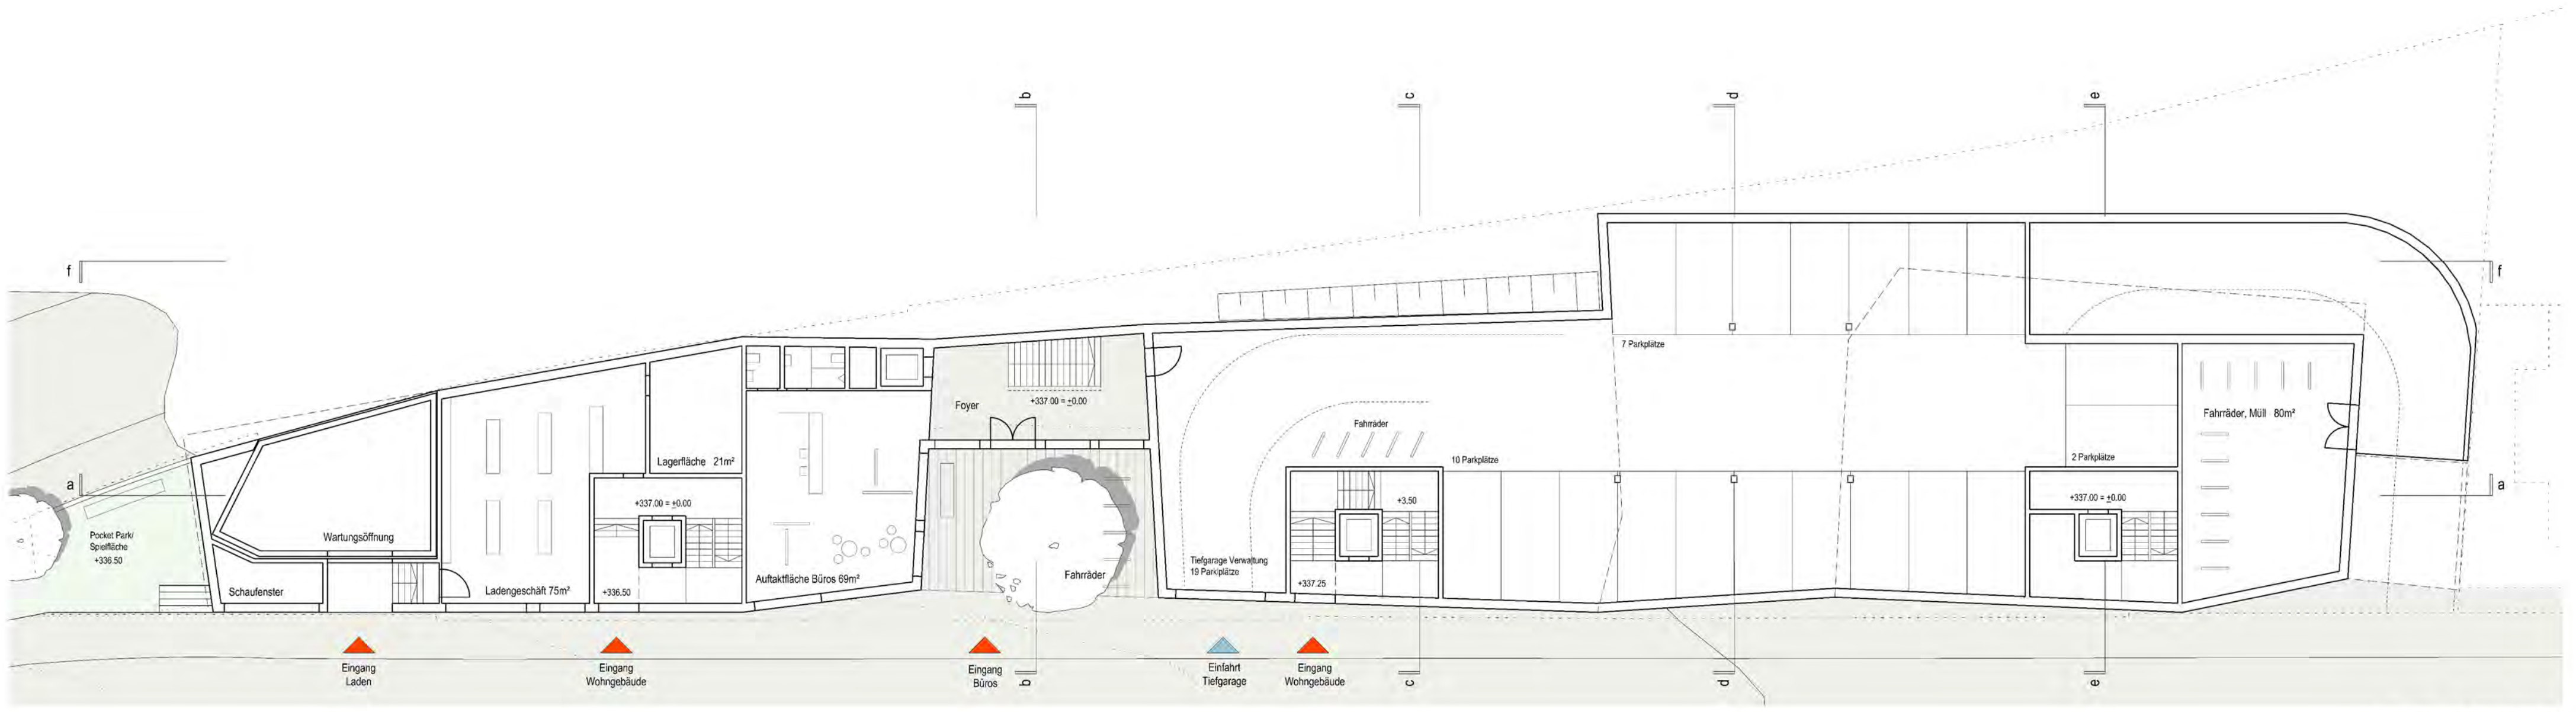 b
c
d
e
f
f
7 Parkplätze
Foyer
+337.00 = ±0.00
Fahrräder
Fahrräder, Müll 80m²
Lagerfläche 21m²
10 Parkplätze
2 Parkplätze
a
a
+337.00 = ±0.00
+3.50
+337.00 = ±0.00
Pocket Park/
Spielfläche
+336.50
Wartungsöffnung
Tiefgarage Verwaltung
19 Parkplätze
Auftaktfläche Büros 69m²
Fahrräder
+337.25
Schaufenster
Ladengeschäft 75m²
+336.50
Eingang
Laden
Eingang
Wohngebäude
Eingang
Büros
Einfahrt
Tiefgarage
Eingang
Wohngebäude
b
c
d
e